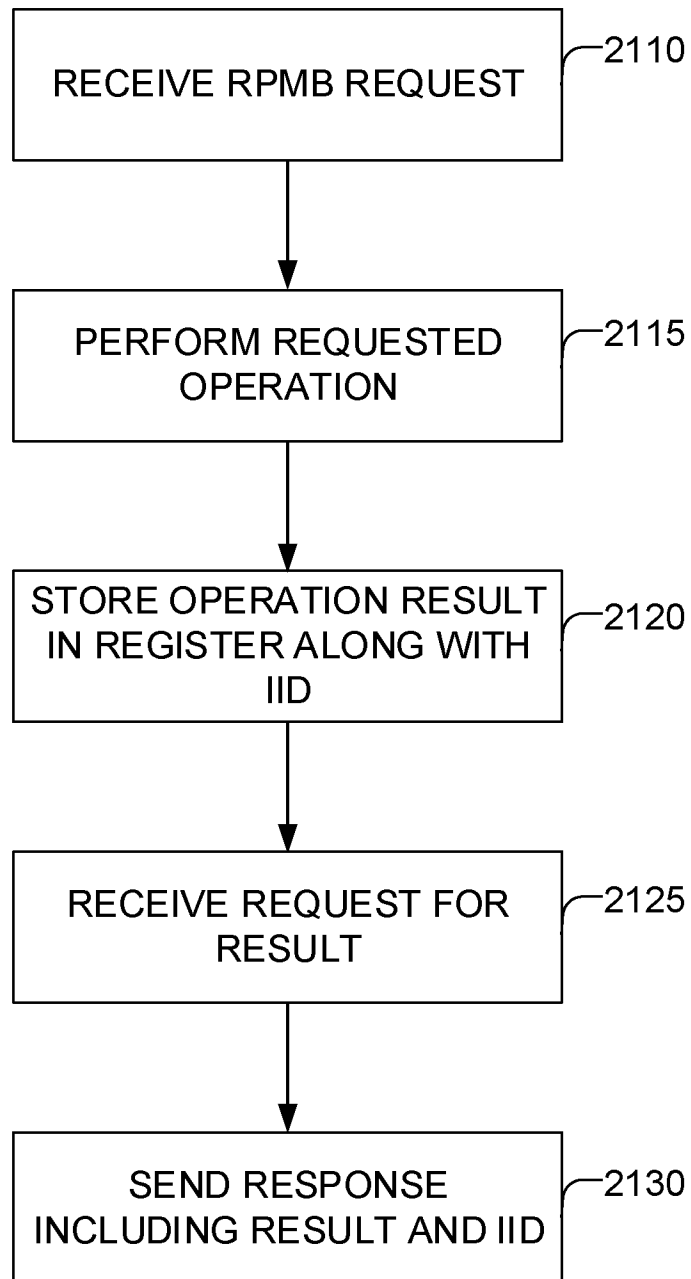 RECEIVE RPMB REQUEST
2110
PERFORM REQUESTED
OPERATION
2115
STORE OPERATION RESULT
IN REGISTER ALONG WITH
IID
2120
RECEIVE REQUEST FOR
RESULT
2125
SEND RESPONSE
INCLUDING RESULT AND IID
2130